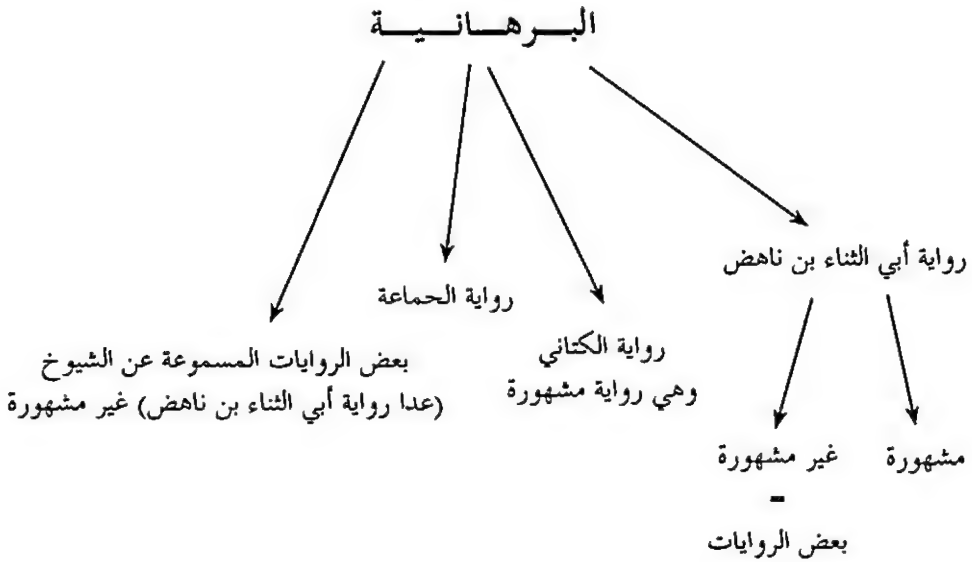 البرهانية
رواية أبي الثناء بن ناهض
رواية الحماعة
رواية الكتاني
وهي رواية مشهورة
بعض الروايات المسموعة عن الشيوخ
(عدا رواية أبي الثناء بن ناهض) غير مشهورة
مشهورة
غير مشهورة
-
بعض الروايات